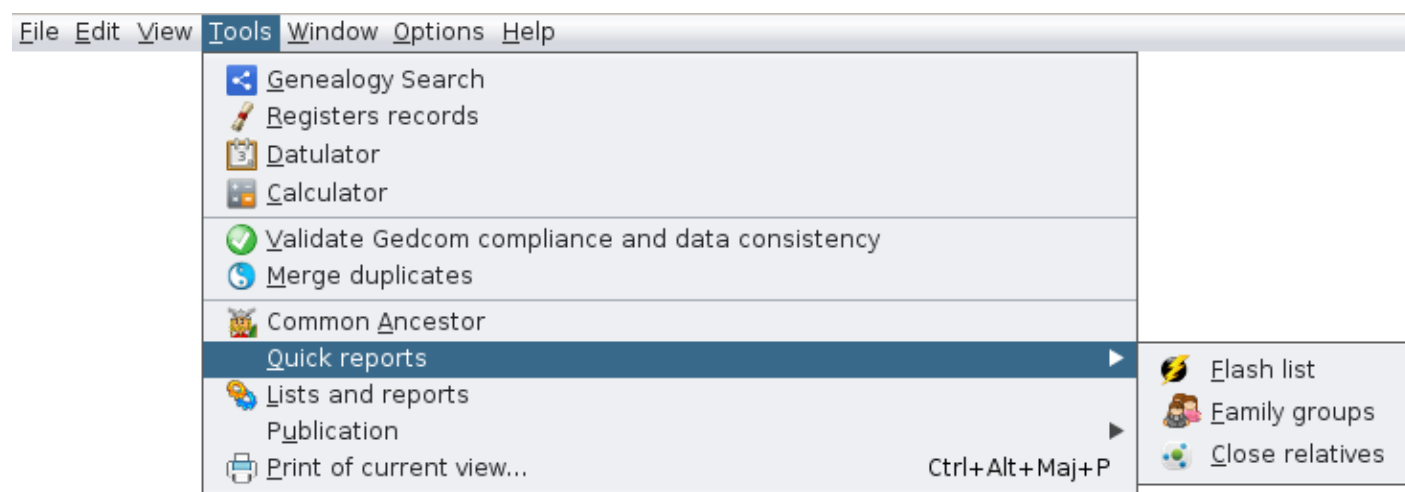 File Edit View Tools Window Options Help
Genealogy Search
Registers records
Datulator
Calculator
Validate Gedcom compliance and data consistency
Merge duplicates
Common Ancestor
Quick reports
Lists and reports
Publication
Print of current view... Ctrl+Alt+Maj+P
Flash list
Family groups
Close relatives